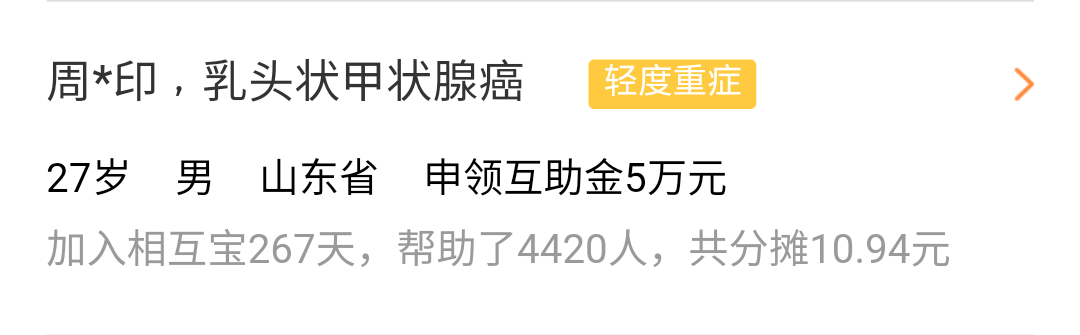 周*印，乳头状甲状腺癌 轻度重症
27岁 男 山东省 申领互助金5万元
加入相互宝267天，帮助了4420人，共分摊10.94元